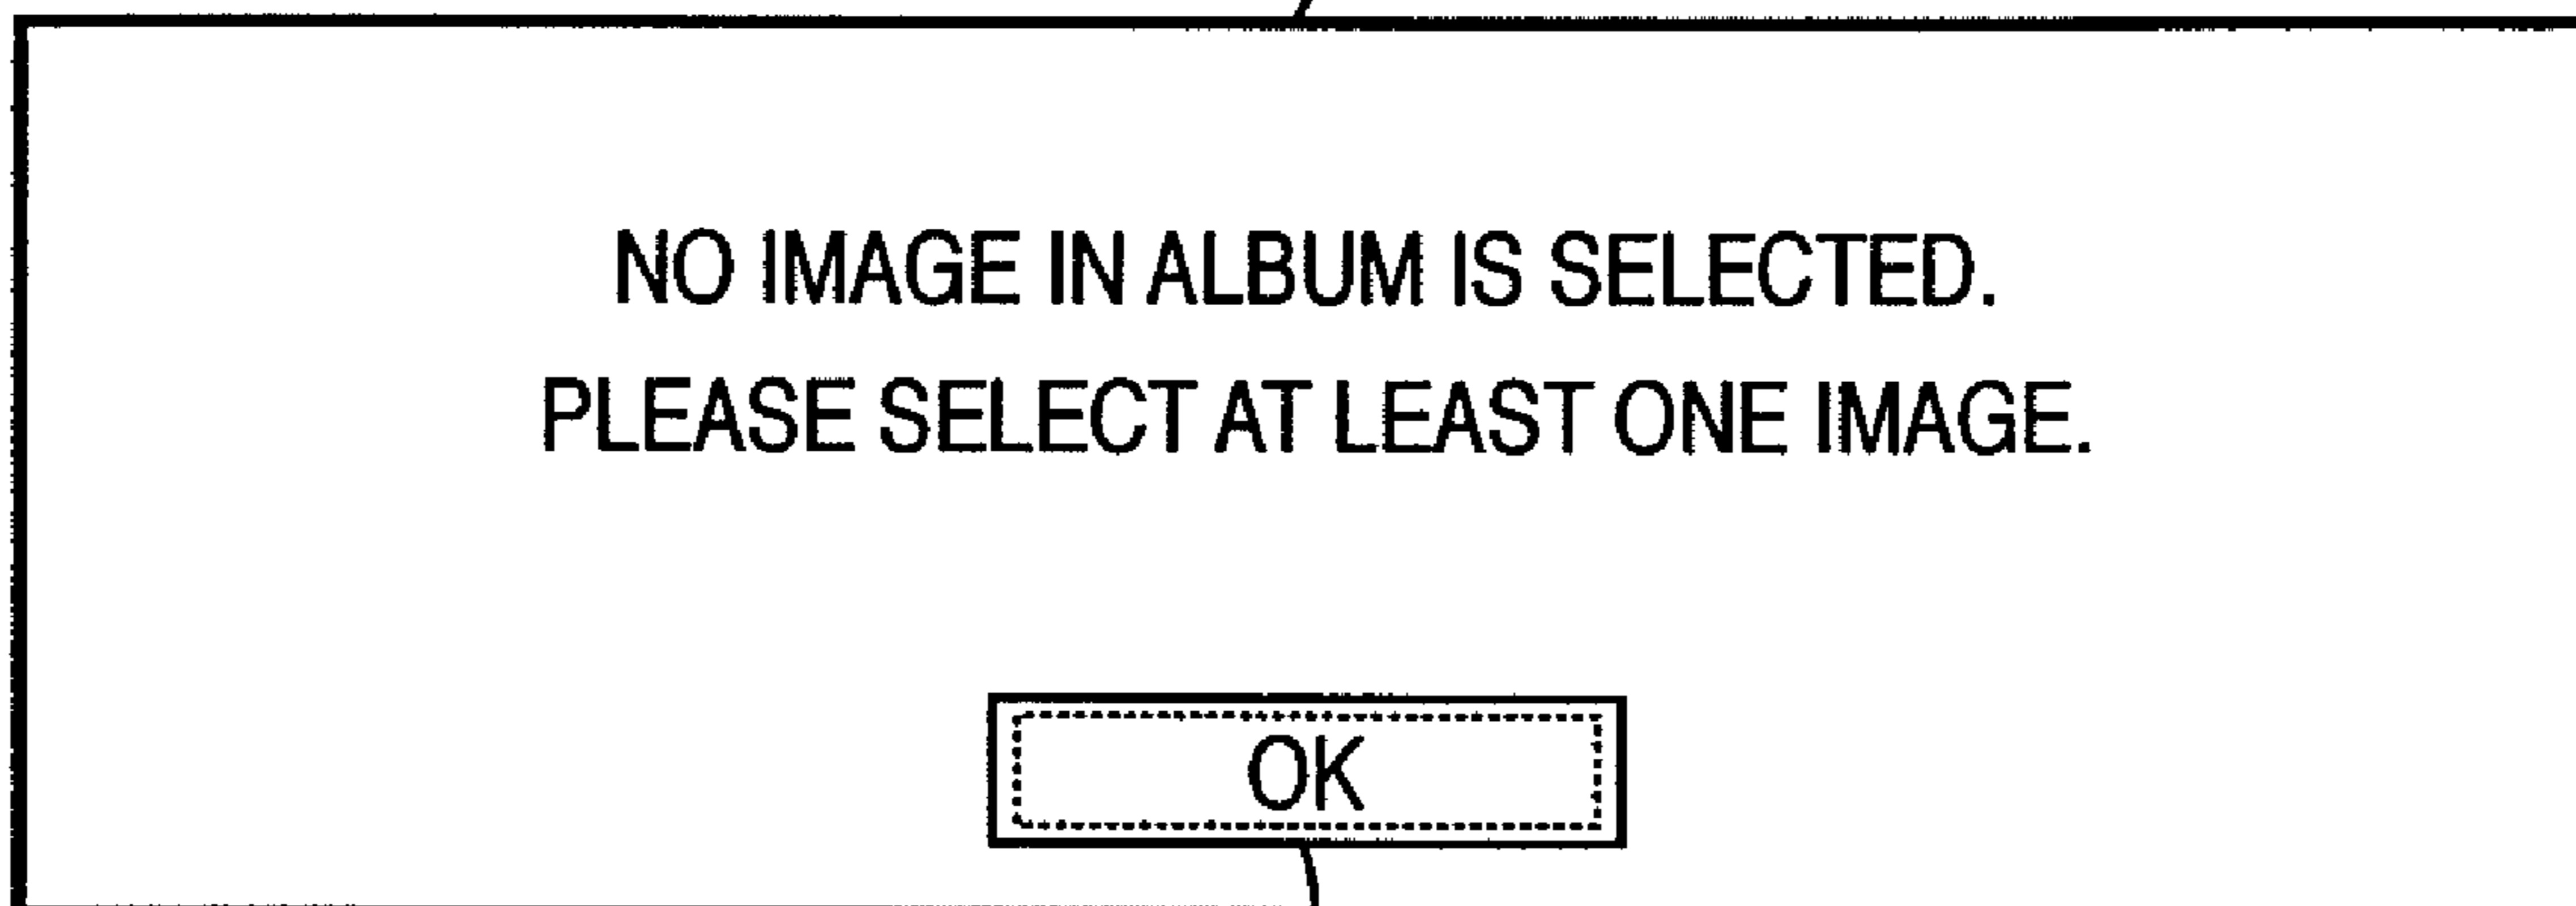 NO IMAGE IN ALBUM IS SELECTED.
PLEASE SELECT AT LEAST ONE IMAGE.
OK